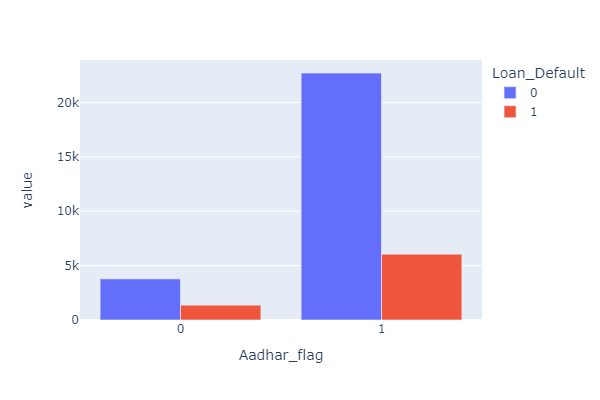 Loan_Default
0
1
20k
15k
10k
5k
0
value
0 1
Aadhar_flag